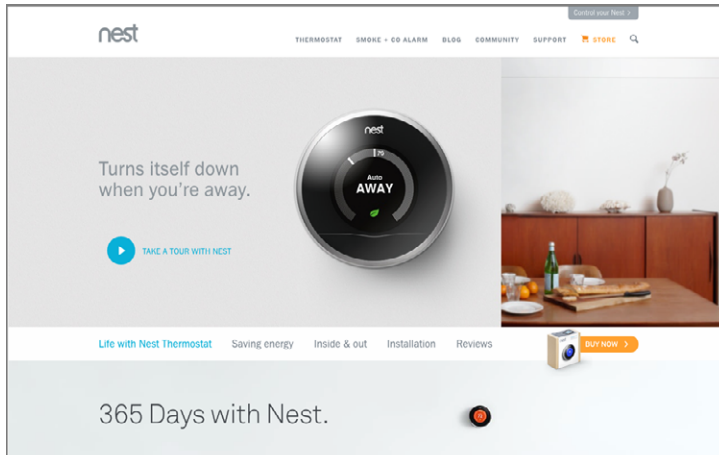 Control your Nest >
nest
THERMOSTAT SMOKE + CO ALARM BLOG COMMUNITY SUPPORT STORE
nest
75
Auto
AWAY
Turns itself down
when you're away.
TAKE A TOUR WITH NEST
Life with Nest Thermostat Saving energy Inside & out Installation Reviews BUY NOW >
365 Days with Nest.